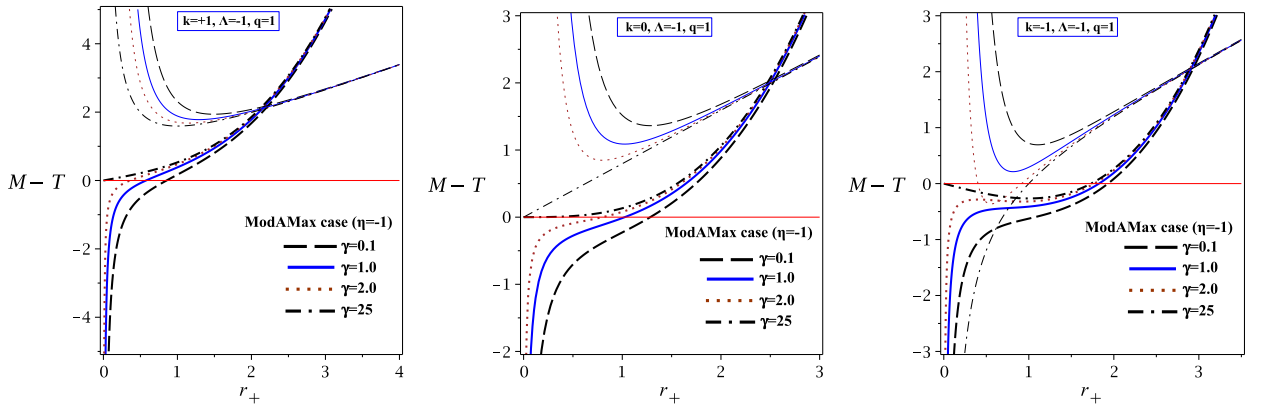 k=+1, Λ=-1, q=1
4
2
0
-2
-4
M − T
ModAMax case (η=-1)
γ=0.1
γ=1.0
γ=2.0
γ=25
0 1 2 3 4
r+
k=0, Λ=-1, q=1
3
2
1
0
-1
-2
M − T
ModAMax case (η=-1)
γ=0.1
γ=1.0
γ=2.0
γ=25
0 1 2 3
r+
k=-1, Λ=-1, q=1
3
2
1
0
-1
-2
-3
M − T
ModAMax case (η=-1)
γ=0.1
γ=1.0
γ=2.0
γ=25
0 1 2 3
r+